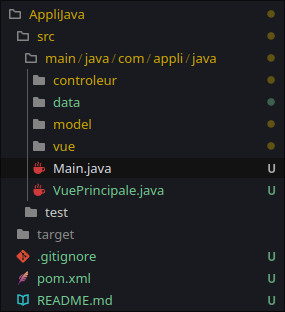 AppliJava
src
main/java/com/appli/java
controleur
data
model
vue
Main.java U
VuePrincipale.java U
test
target
.gitignore U
pom.xml U
README.md U